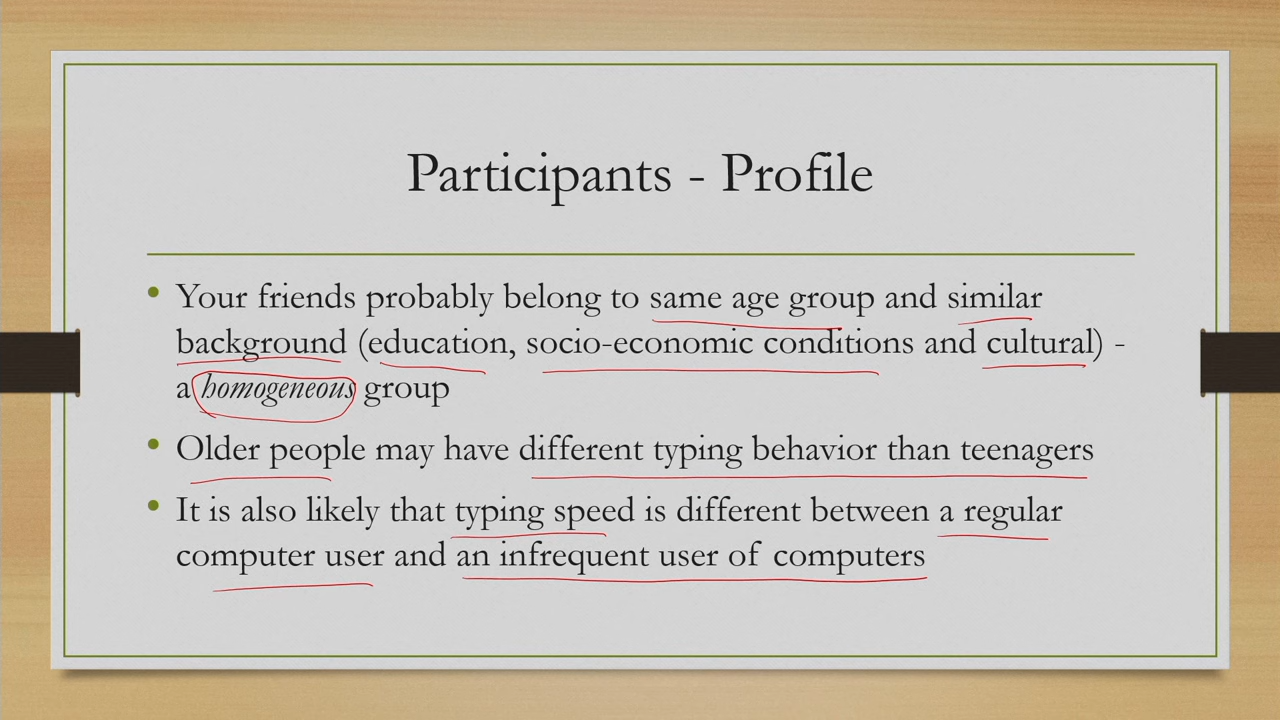 Participants - Profile
• Your friends probably belong to same age group and similar
background (education, socio-economic conditions and cultural) -
a homogeneous group
• Older people may have different typing behavior than teenagers
• It is also likely that typing speed is different between a regular
computer user and an infrequent user of computers